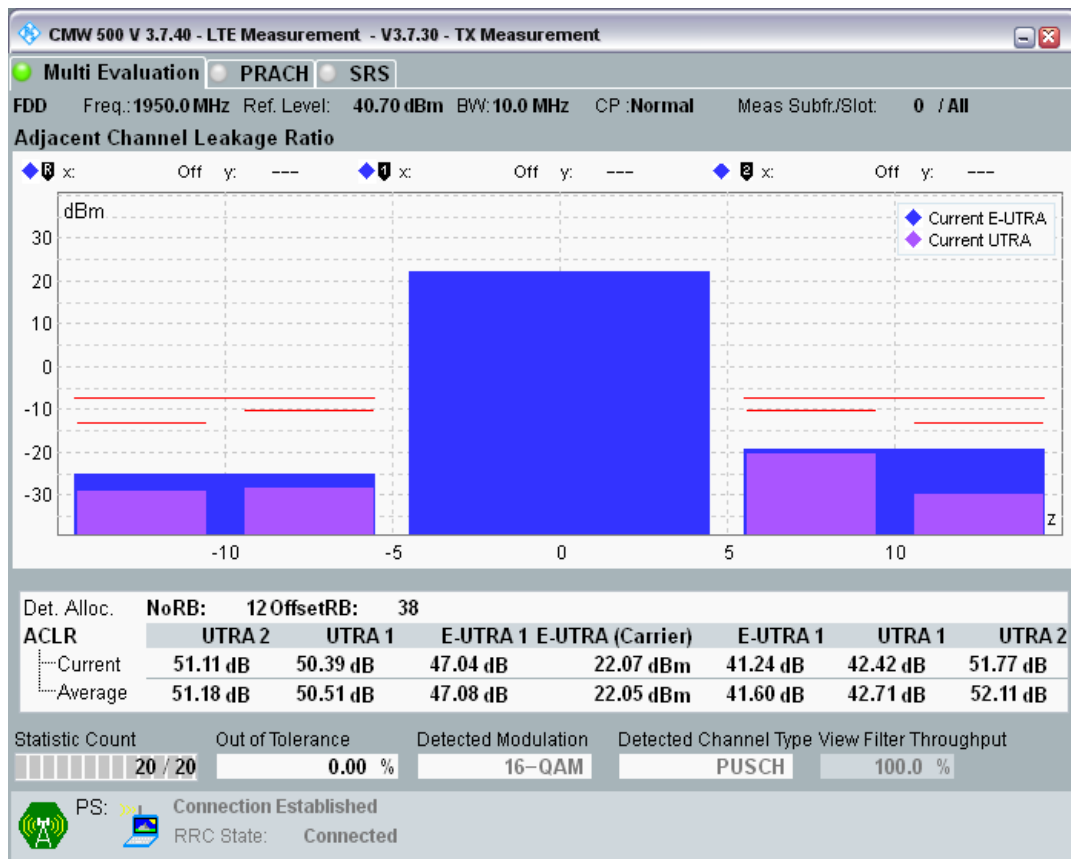 CMW 500 V 3.7.40 - LTE Measurement - V3.7.30 - TX Measurement
Multi Evaluation PRACH SRS
FDD Freq.:1950.0 MHz Ref. Level: 40.70 dBm BW:10.0 MHz CP :Normal Meas Subfr./Slot: 0 / All
Adjacent Channel Leakage Ratio
R x: Off y: --- 1 x: Off y: --- 2 x: Off y: ---
dBm
Current E-UTRA
Current UTRA
30
20
10
0
-10
-20
-30
z
-10 -5 0 5 10
Det. Alloc. NoRB: 12 OffsetRB: 38
ACLR UTRA 2 UTRA 1 E-UTRA 1 E-UTRA (Carrier) E-UTRA 1 UTRA 1 UTRA 2
Current 51.11 dB 50.39 dB 47.04 dB 22.07 dBm 41.24 dB 42.42 dB 51.77 dB
Average 51.18 dB 50.51 dB 47.08 dB 22.05 dBm 41.60 dB 42.71 dB 52.11 dB
Statistic Count Out of Tolerance Detected Modulation Detected Channel Type View Filter Throughput
20 / 20 0.00 % 16-QAM PUSCH 100.0 %
PS: Connection Established
RRC State: Connected